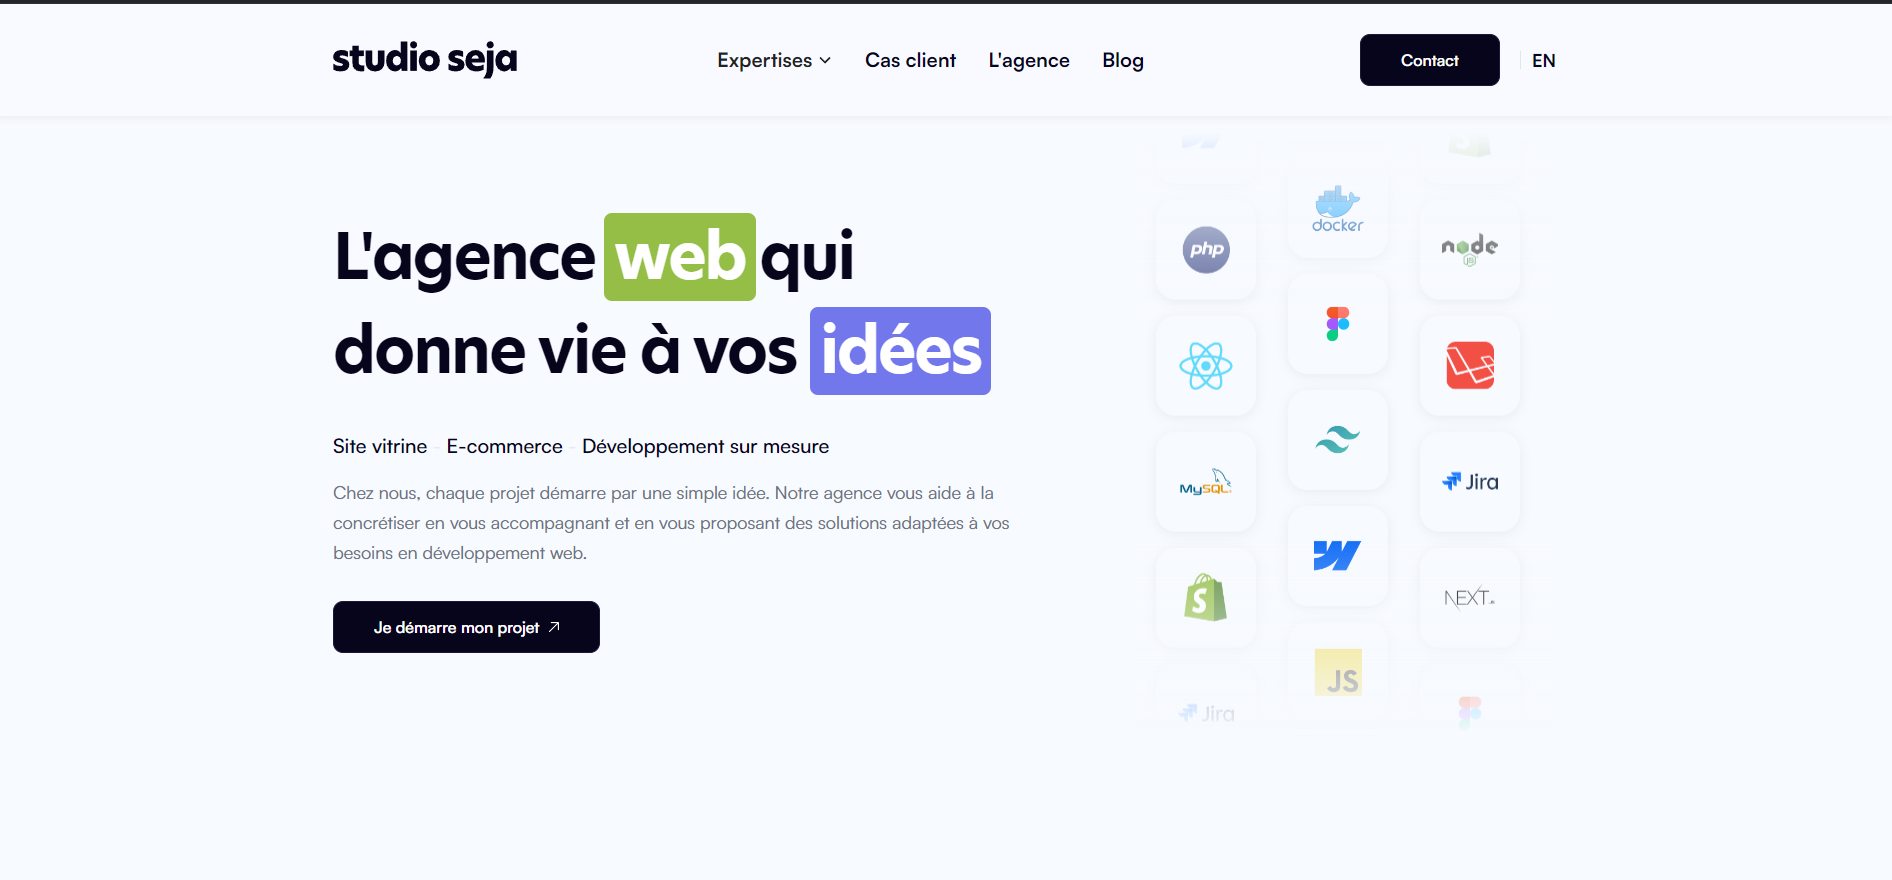 studio seja
Expertises
Cas client
L'agence
Blog
Contact
EN
L'agence web qui
donne vie à vos idées
Site vitrine - E-commerce - Développement sur mesure
Chez nous, chaque projet démarre par une simple idée. Notre agence vous aide à la
concrétiser en vous accompagnant et en vous proposant des solutions adaptées à vos
besoins en développement web.
Je démarre mon projet
php
MySQL
S
Jira
docker
JS
S
node
JS
Jira
NEXT